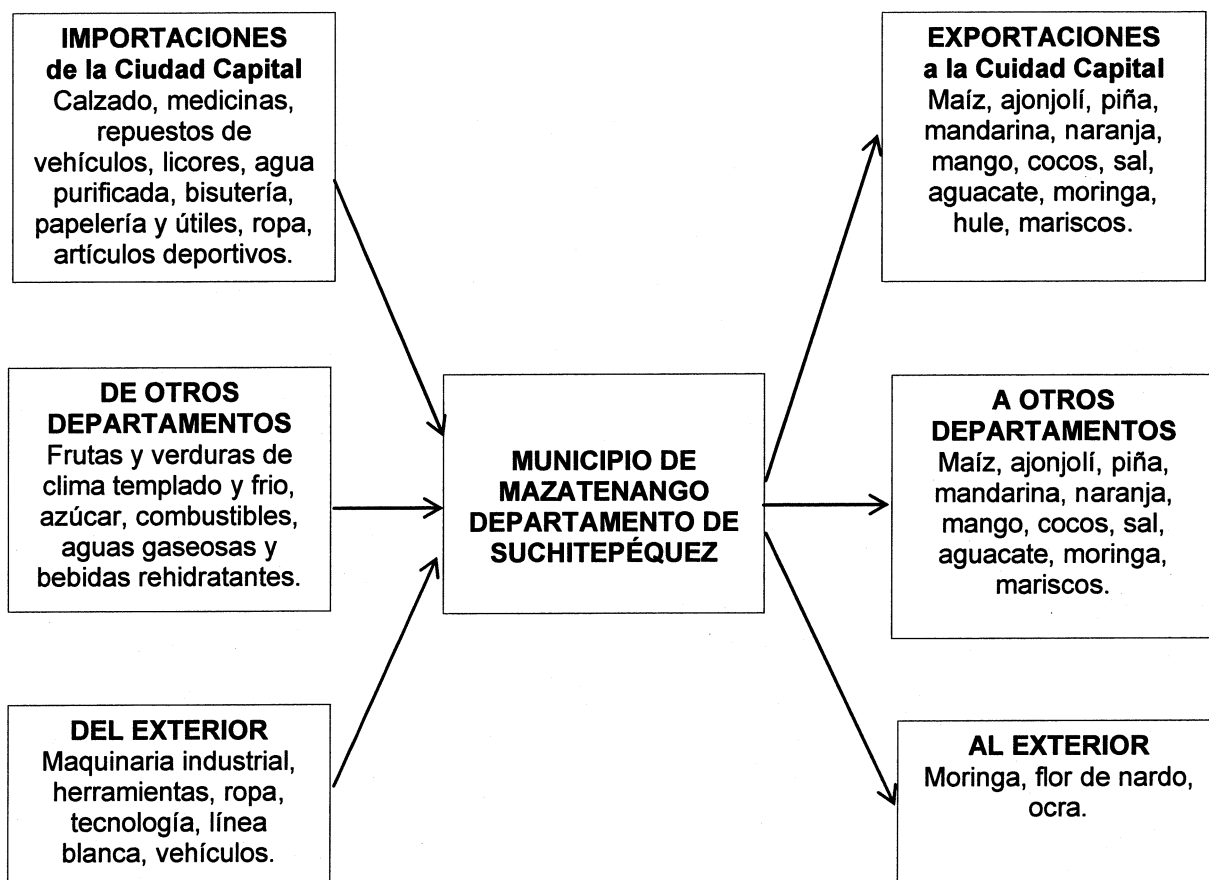 IMPORTACIONES
de la Ciudad Capital
Calzado, medicinas,
repuestos de
vehículos, licores, agua
purificada, bisutería,
papelería y útiles, ropa,
artículos deportivos.
DE OTROS
DEPARTAMENTOS
Frutas y verduras de
clima templado y frio,
azúcar, combustibles,
aguas gaseosas y
bebidas rehidratantes.
DEL EXTERIOR
Maquinaria industrial,
herramientas, ropa,
tecnología, línea
blanca, vehículos.
MUNICIPIO DE
MAZATENANGO
DEPARTAMENTO DE
SUCHITEPÉQUEZ
EXPORTACIONES
a la Cuidad Capital
Maíz, ajonjolí, piña,
mandarina, naranja,
mango, cocos, sal,
aguacate, moringa,
hule, mariscos.
A OTROS
DEPARTAMENTOS
Maíz, ajonjolí, piña,
mandarina, naranja,
mango, cocos, sal,
aguacate, moringa,
mariscos.
AL EXTERIOR
Moringa, flor de nardo,
ocra.